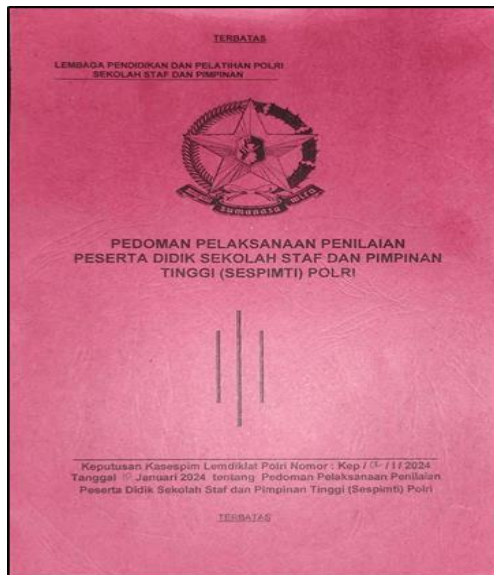 TERBATAS
LEMBAGA PENDIDIKAN DAN PELATIHAN POLRI
SEKOLAH STAF DAN PIMPINAN
sumanasa wira
PEDOMAN PELAKSANAAN PENILAIAN
PESERTA DIDIK SEKOLAH STAF DAN PIMPINAN
TINGGI (SESPIMTI) POLRI
Keputusan Kasespim Lemdiklat Polri Nomor : Kep / / I / 2024
Tanggal Januari 2024 tentang Pedoman Pelaksanaan Penilaian
Peserta Didik Sekolah Staf dan Pimpinan Tinggi (Sespimti) Polri
TERBATAS